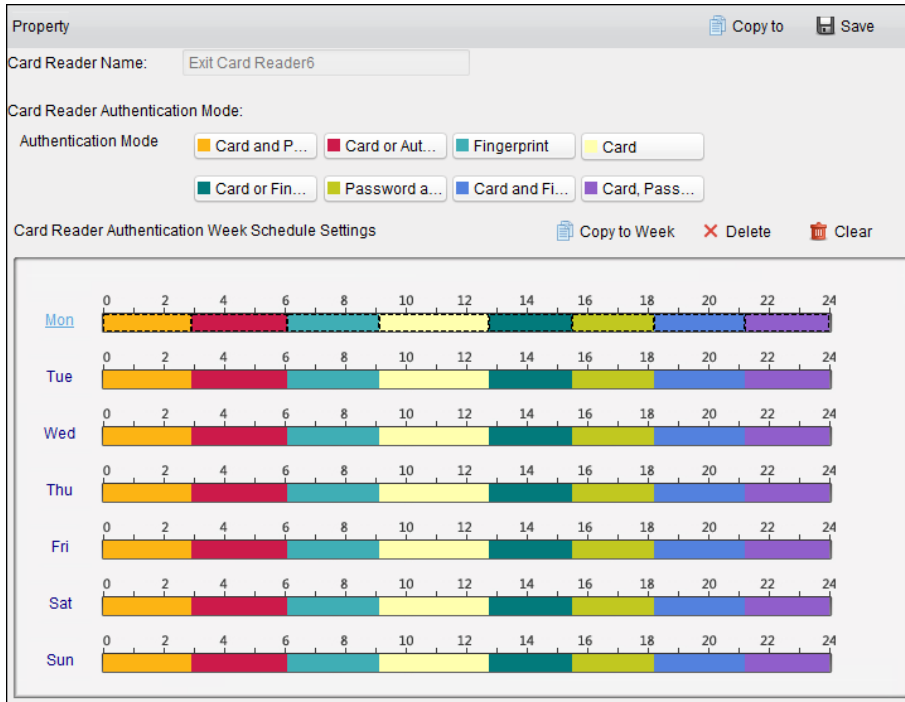 Property Copy to Save
Card Reader Name: Exit Card Reader6
Card Reader Authentication Mode:
Authentication Mode Card and P... Card or Aut... Fingerprint Card
Card or Fin... Password a... Card and Fi... Card, Pass...
Card Reader Authentication Week Schedule Settings Copy to Week Delete Clear
0 2 4 6 8 10 12 14 16 18 20 22 24
Mon
0 2 4 6 8 10 12 14 16 18 20 22 24
Tue
0 2 4 6 8 10 12 14 16 18 20 22 24
Wed
0 2 4 6 8 10 12 14 16 18 20 22 24
Thu
0 2 4 6 8 10 12 14 16 18 20 22 24
Fri
0 2 4 6 8 10 12 14 16 18 20 22 24
Sat
0 2 4 6 8 10 12 14 16 18 20 22 24
Sun